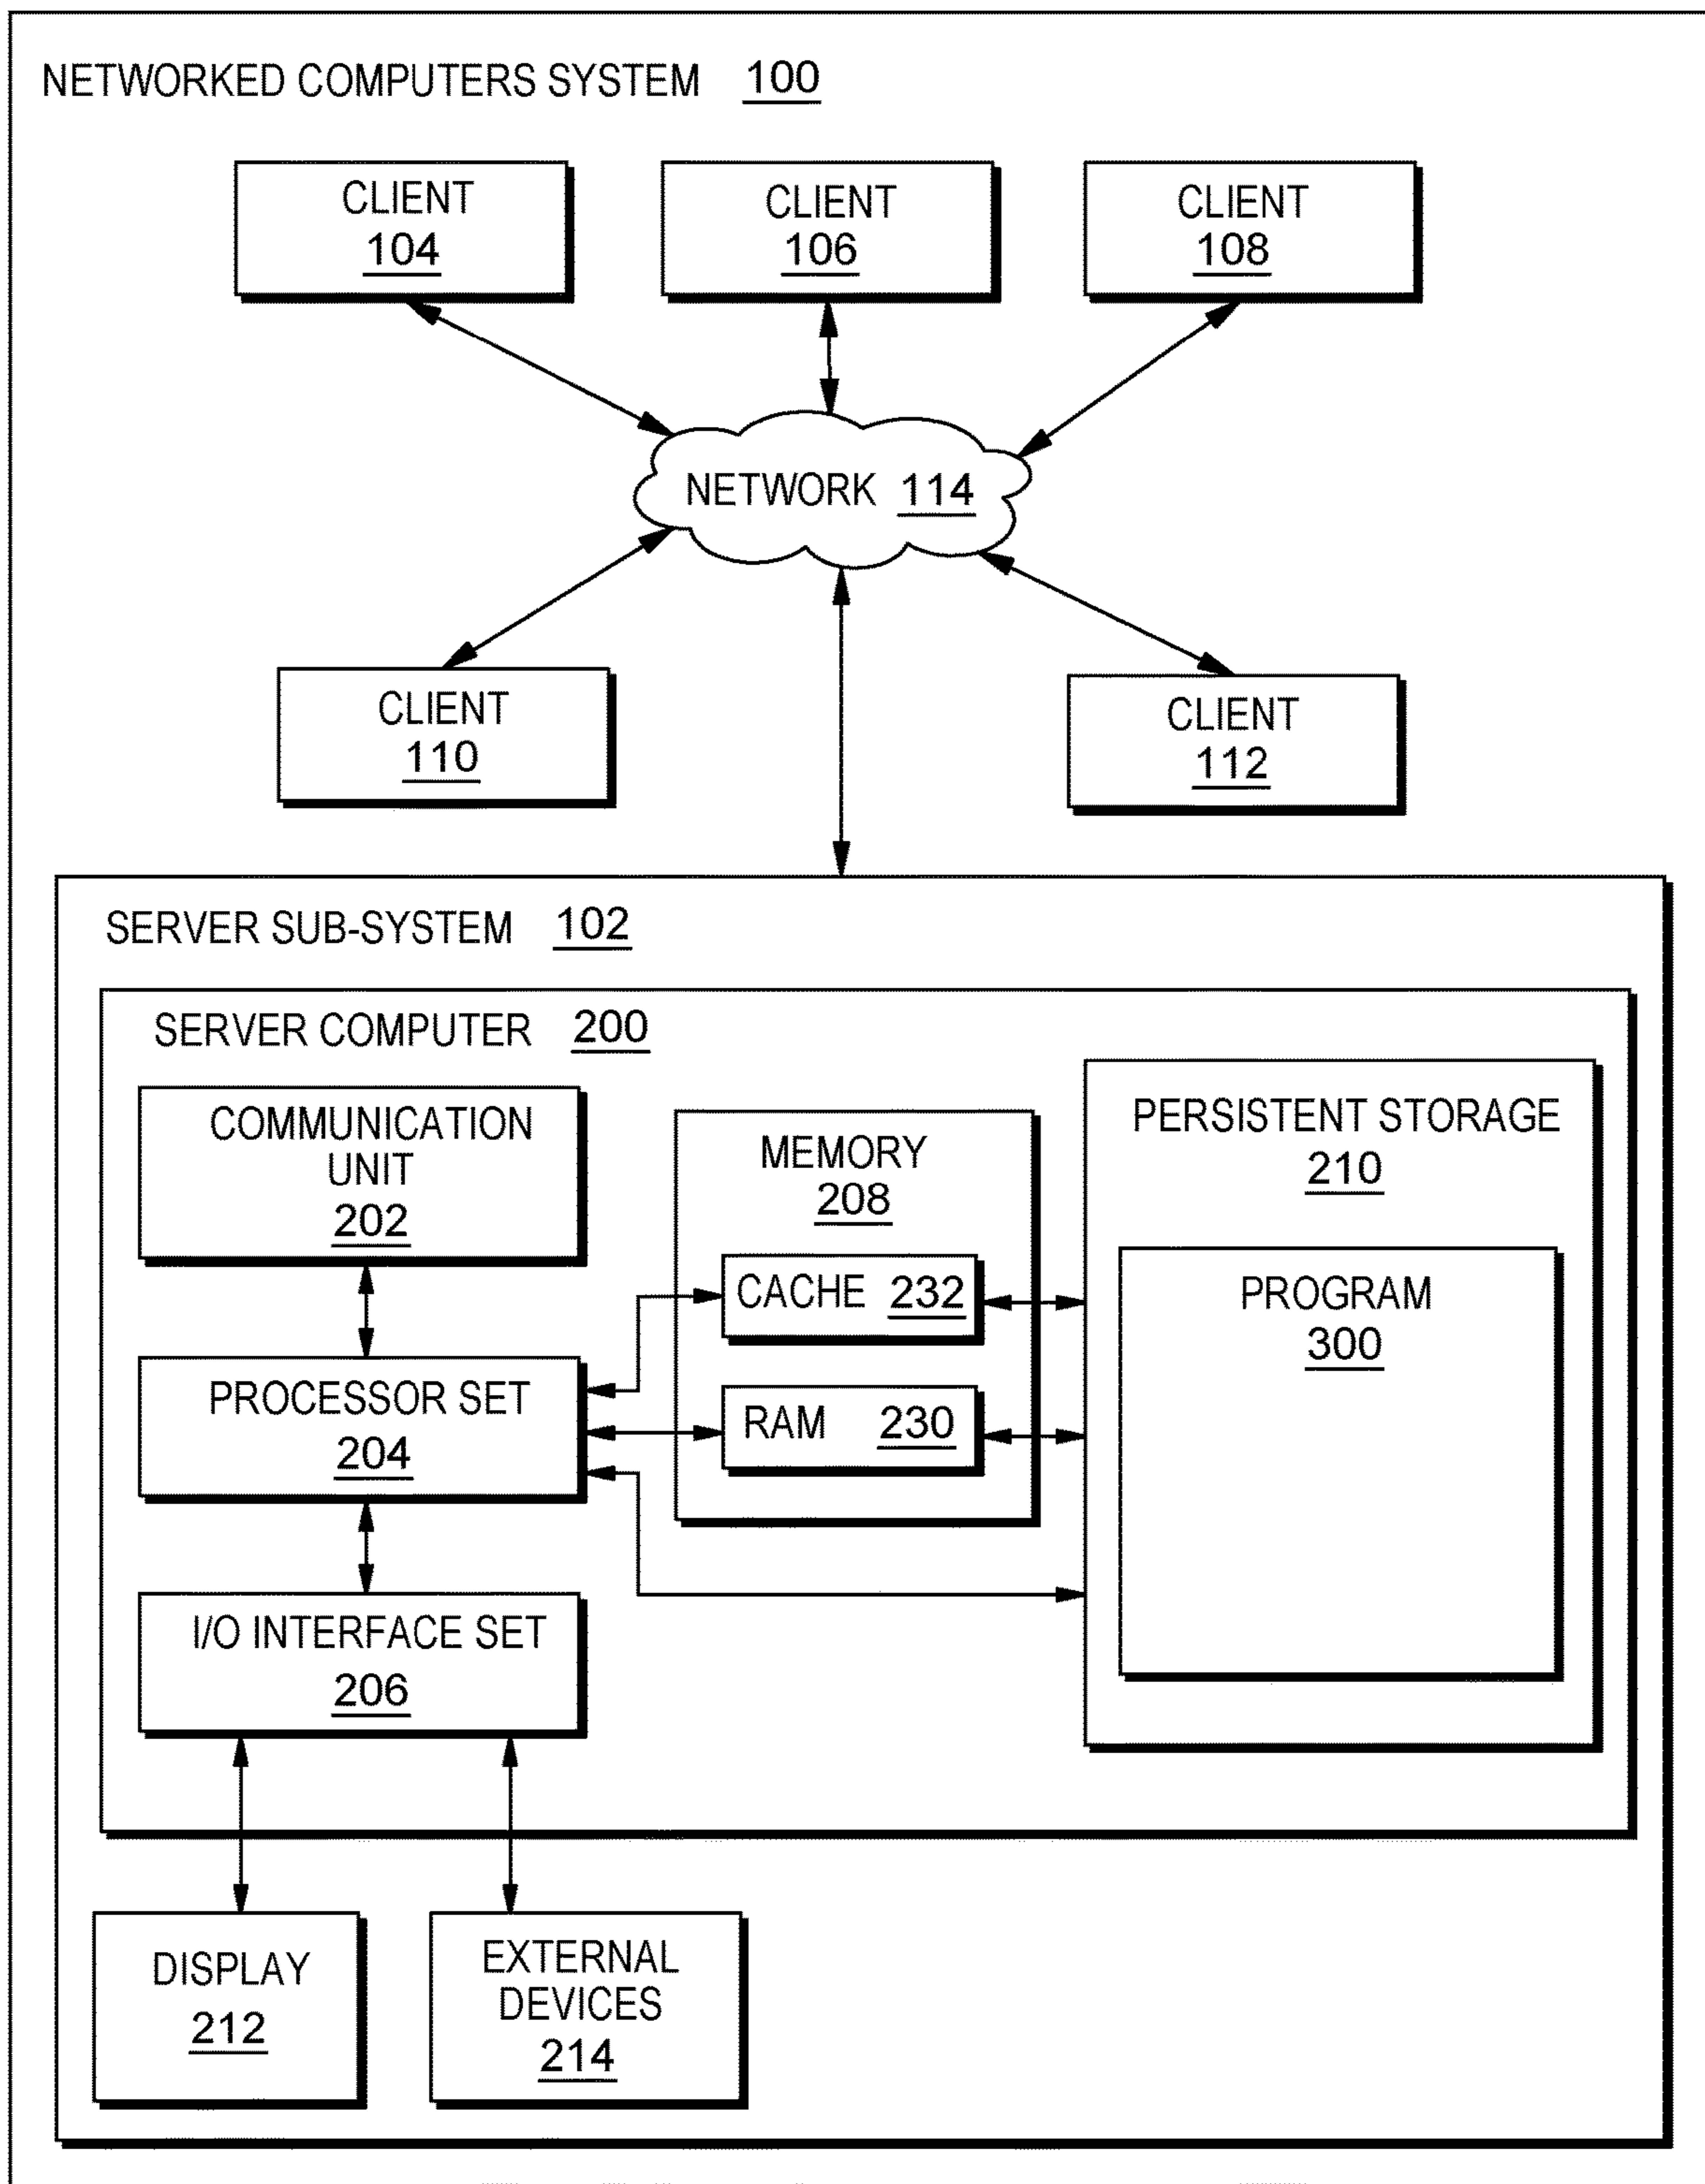 NETWORKED COMPUTERS SYSTEM 100
CLIENT
104
CLIENT
106
CLIENT
108
NETWORK 114
CLIENT
110
CLIENT
112
SERVER SUB-SYSTEM 102
SERVER COMPUTER 200
COMMUNICATION
UNIT
202
MEMORY
208
PERSISTENT STORAGE
210
CACHE 232
PROGRAM
300
PROCESSOR SET
204
RAM 230
I/O INTERFACE SET
206
DISPLAY
212
EXTERNAL
DEVICES
214